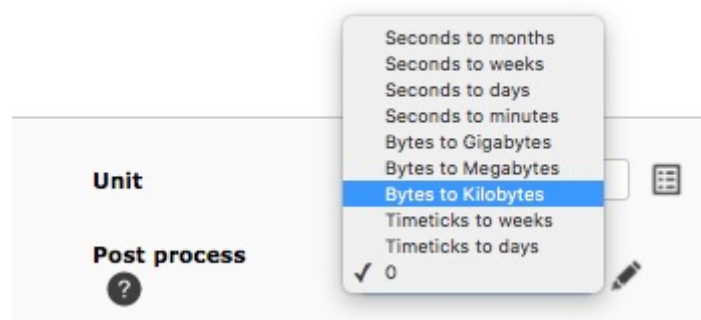 Seconds to months
Seconds to weeks
Seconds to days
Seconds to minutes
Bytes to Gigabytes
Bytes to Megabytes
Unit
Bytes to Kilobytes
Timeticks to weeks
Timeticks to days
Post process
✓ 0
?